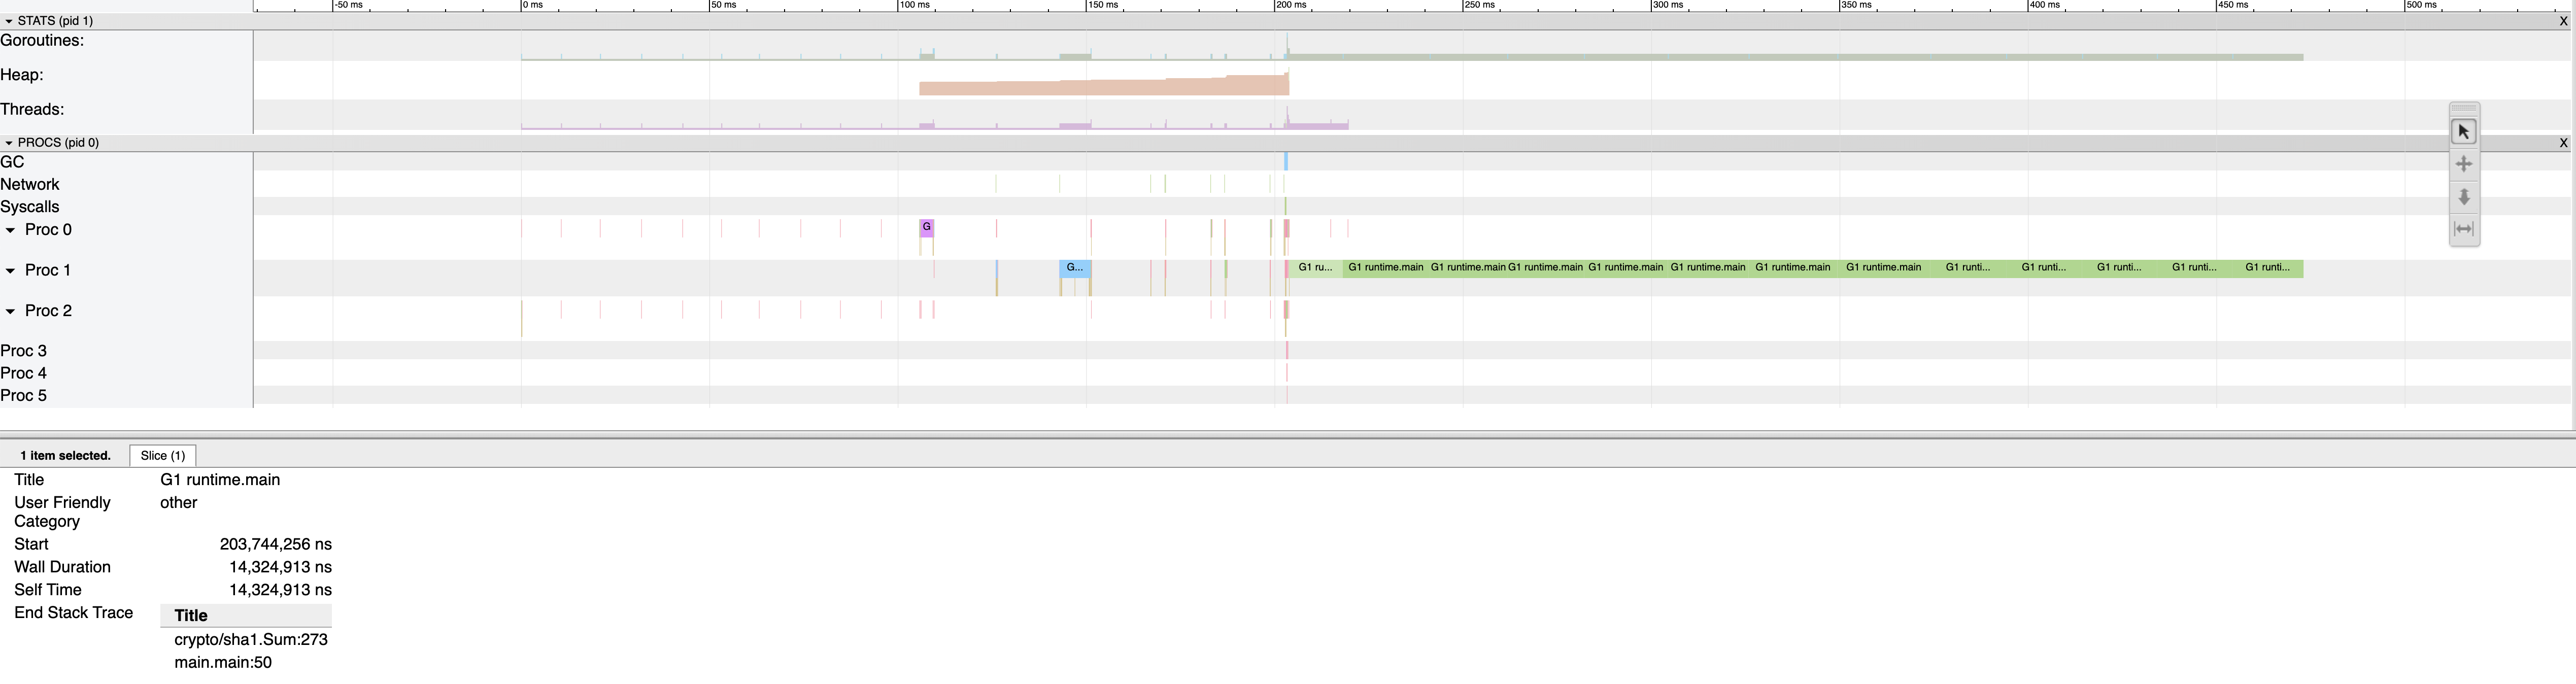 -50 ms 0 ms 50 ms 100 ms 150 ms 200 ms 250 ms 300 ms 350 ms 400 ms 450 ms 500 ms
STATS (pid 1) X
Goroutines:
Heap:
Threads:
PROCS (pid 0) X
GC
Network
Syscalls
Proc 0 G
Proc 1 G... G1 ru... G1 runtime.main G1 runtime.main G1 runtime.main G1 runtime.main G1 runtime.main G1 runtime.main G1 runtime.main G1 runti... G1 runti... G1 runti... G1 runti... G1 runti...
Proc 2
Proc 3
Proc 4
Proc 5
1 item selected. Slice (1)
Title G1 runtime.main
User Friendly other
Category
Start 203,744,256 ns
Wall Duration 14,324,913 ns
Self Time 14,324,913 ns
End Stack Trace Title
crypto/sha1.Sum:273
main.main:50